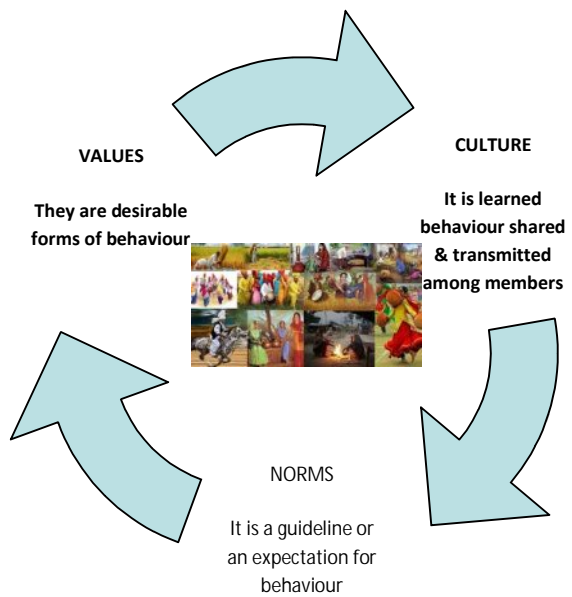 VALUES
They are desirable
forms of behaviour
CULTURE
It is learned
behaviour shared
& transmitted
among members
NORMS
It is a guideline or
an expectation for
behaviour